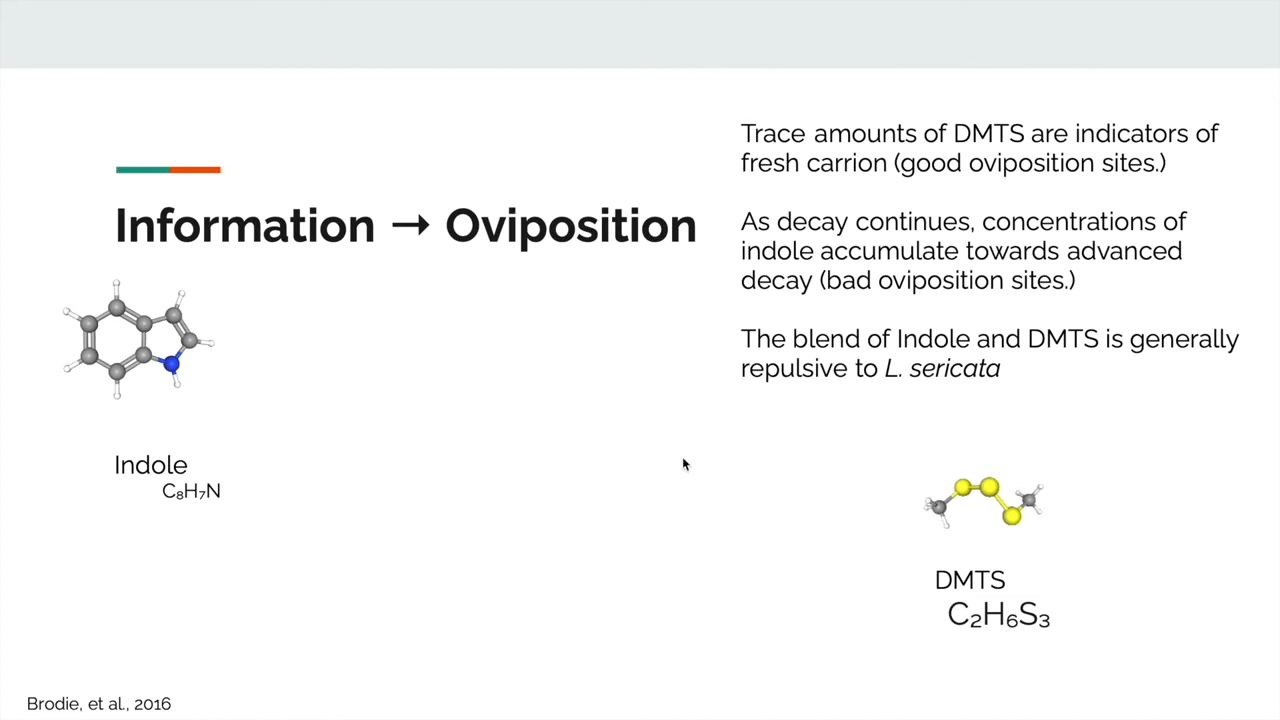 Information → Oviposition
Indole
C₈H₇N
Trace amounts of DMTS are indicators of
fresh carrion (good oviposition sites.)
As decay continues, concentrations of
indole accumulate towards advanced
decay (bad oviposition sites.)
The blend of Indole and DMTS is generally
repulsive to L. sericata
DMTS
C₂H₆S₃
Brodie, et al., 2016